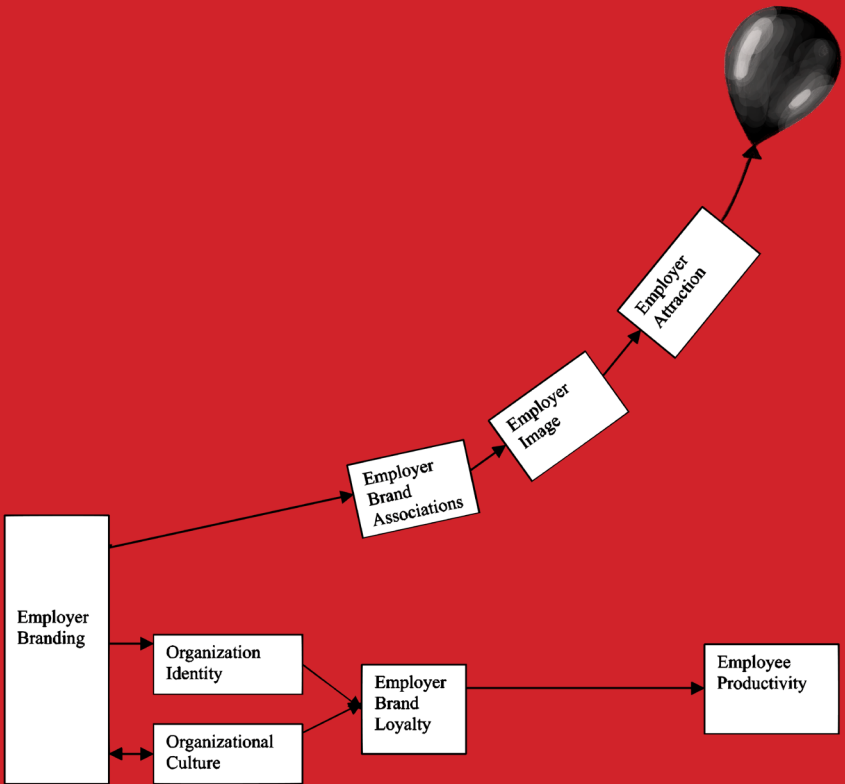 Employer
Attraction
Employer
Image
Employer
Brand
Associations
Employer
Branding
Organization
Identity
Organizational
Culture
Employer
Brand
Loyalty
Employee
Productivity